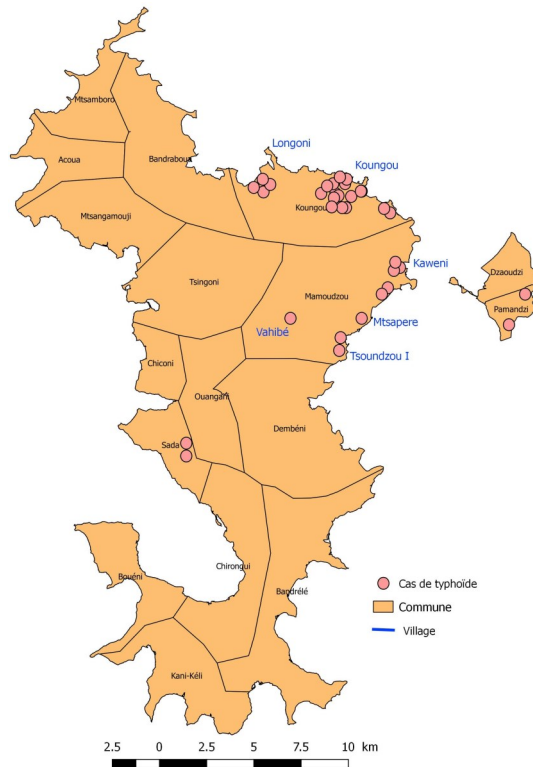 Mtsamboro
Longoni
Koungou
Acoua
Bandraboua
Koungou
Mtsangamouji
Kaweni
Dzaoudzi
Tsingoni
Mamoudzou
Pamandzi
Vahibé
Mtsapere
Tsoundzou I
Chiconi
Ouangani
Dembéni
Sada
Chirongui
Bouéni
Bandrélé
Cas de typhoïde
Commune
Village
Kani-Kéli
2.5 0 2.5 5 7.5 10 km